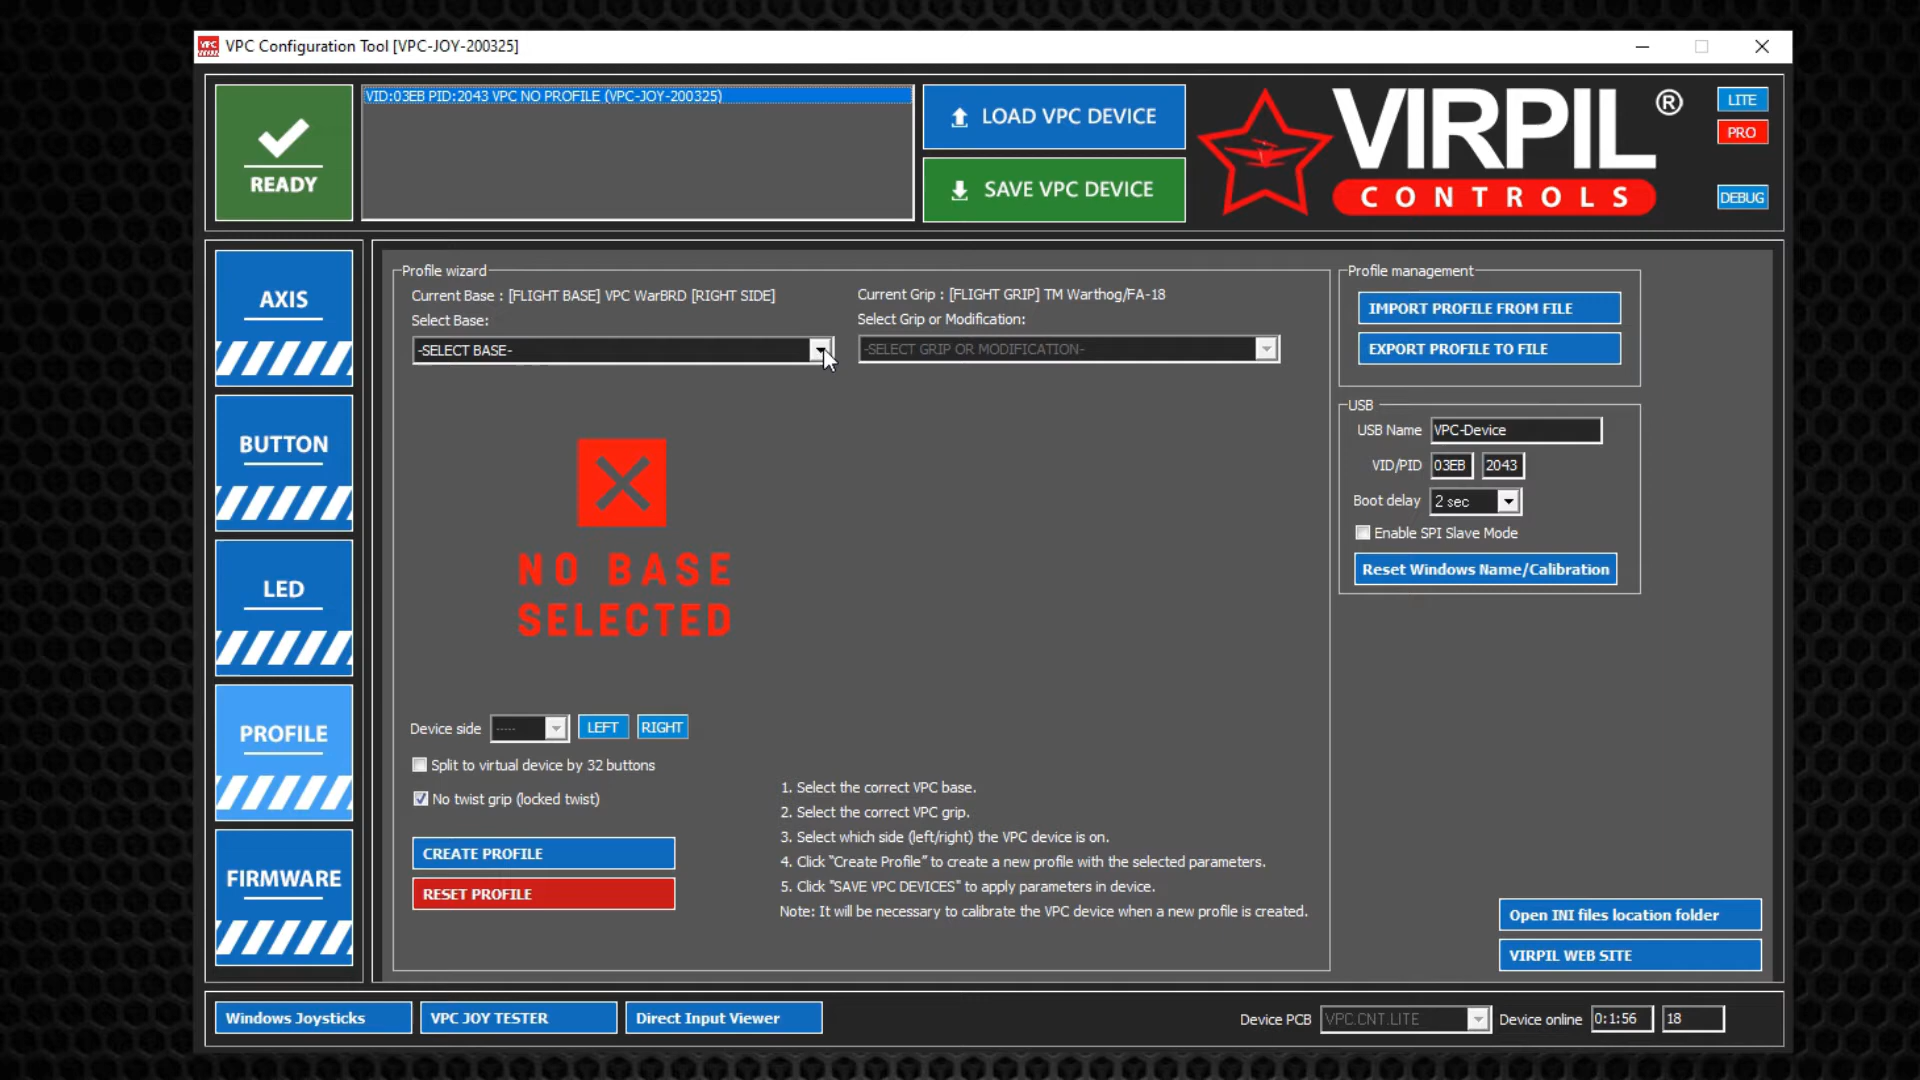 VPC Configuration Tool [VPC-JOY-200325]
READY
VID:03EB PID:2043 VPC NO PROFILE (VPC-JOY-200325)
LOAD VPC DEVICE
SAVE VPC DEVICE
VIRPIL ®
CONTROLS
LITE
PRO
DEBUG
AXIS
BUTTON
LED
PROFILE
FIRMWARE
Profile wizard
Current Base : [FLIGHT BASE] VPC WarBRD [RIGHT SIDE]
Select Base:
-SELECT BASE-
Current Grip : [FLIGHT GRIP] TM Warthog/FA-18
Select Grip or Modification:
-SELECT GRIP OR MODIFICATION-
NO BASE
SELECTED
Device side ----- LEFT RIGHT
Split to virtual device by 32 buttons
No twist grip (locked twist)
CREATE PROFILE
RESET PROFILE
1. Select the correct VPC base.
2. Select the correct VPC grip.
3. Select which side (left/right) the VPC device is on.
4. Click "Create Profile" to create a new profile with the selected parameters.
5. Click "SAVE VPC DEVICES" to apply parameters in device.
Note: It will be necessary to calibrate the VPC device when a new profile is created.
Profile management
IMPORT PROFILE FROM FILE
EXPORT PROFILE TO FILE
USB
USB Name VPC-Device
VID/PID 03EB 2043
Boot delay 2 sec
Enable SPI Slave Mode
Reset Windows Name/Calibration
Open INI files location folder
VIRPIL WEB SITE
Windows Joysticks
VPC JOY TESTER
Direct Input Viewer
Device PCB VPC.CNT.LITE Device online 0:1:56 18